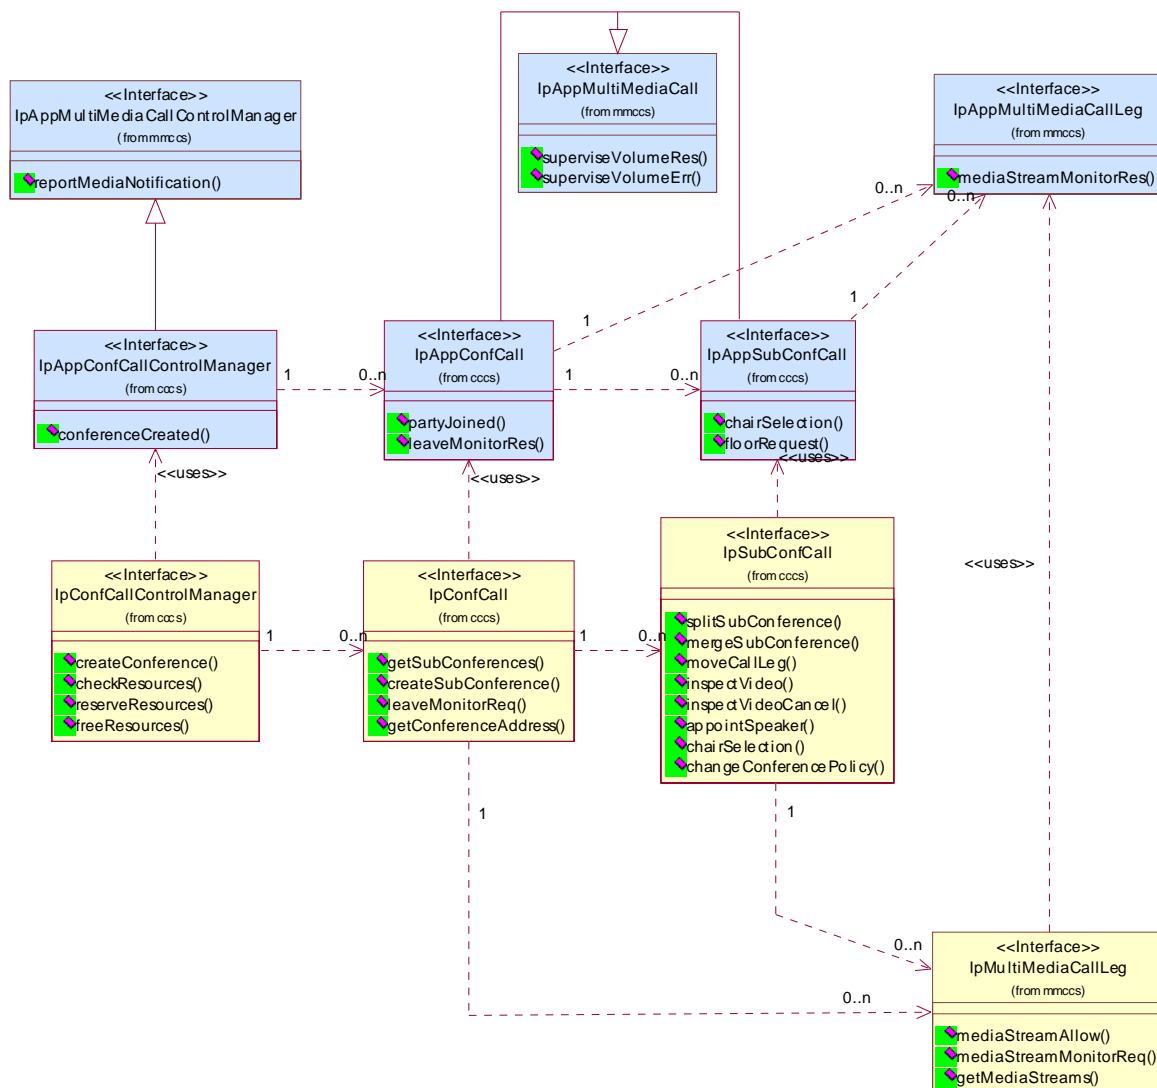 <<Interface>>
IpAppMultiMediaCallControlManager
(from mmccs)
reportMediaNotification()
<<Interface>>
IpAppMultiMediaCall
(from mmccs)
superviseVolumeRes()
superviseVolumeErr()
<<Interface>>
IpAppMultiMediaCallLeg
(from mmccs)
mediaStreamMonitorRes()
0..n
0..n
1
1
<<Interface>>
IpAppConfCallControlManager
(from cccs)
conferenceCreated()
1
0..n
<<Interface>>
IpAppConfCall
(from cccs)
partyJoined()
leaveMonitorRes()
1
0..n
<<Interface>>
IpAppSubConfCall
(from cccs)
chairSelection()
floorRequest()
<<uses>>
<<uses>>
<<uses>>
<<uses>>
<<Interface>>
IpConfCallControlManager
(from cccs)
createConference()
checkResources()
reserveResources()
freeResources()
1
0..n
<<Interface>>
IpConfCall
(from cccs)
getSubConferences()
createSubConference()
leaveMonitorReq()
getConferenceAddress()
1
0..n
<<Interface>>
IpSubConfCall
(from cccs)
splitSubConference()
mergeSubConference()
moveCallLeg()
inspectVideo()
inspectVideoCancel()
appointSpeaker()
chairSelection()
changeConferencePolicy()
1
1
0..n
0..n
<<Interface>>
IpMultiMediaCallLeg
(from mmccs)
mediaStreamAllow()
mediaStreamMonitorReq()
getMediaStreams()